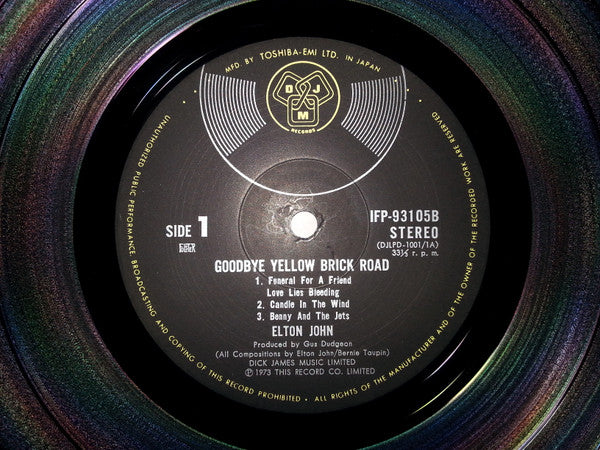 MFD. BY TOSHIBA-EMI LTD. IN JAPAN
DJM
RECORDS
SIDE 1
IFP-93105B
STEREO
(DJLPD-1001/1A)
33⅓ r. p. m.
GOODBYE YELLOW BRICK ROAD
1. Funeral For A Friend
Love Lies Bleeding
2. Candle In The Wind
3. Benny And The Jets
ELTON JOHN
Produced by Gus Dudgeon
(All Compositions by Elton John/Bernie Taupin)
DICK JAMES MUSIC LIMITED
Ⓟ 1973 THIS RECORD CO. LIMITED
UNAUTHORIZED PUBLIC PERFORMANCE, BROADCASTING AND COPYING OF THIS RECORD PROHIBITED • ALL RIGHTS OF THE MANUFACTURER AND OF THE OWNER OF THE RECORDED WORK ARE RESERVED